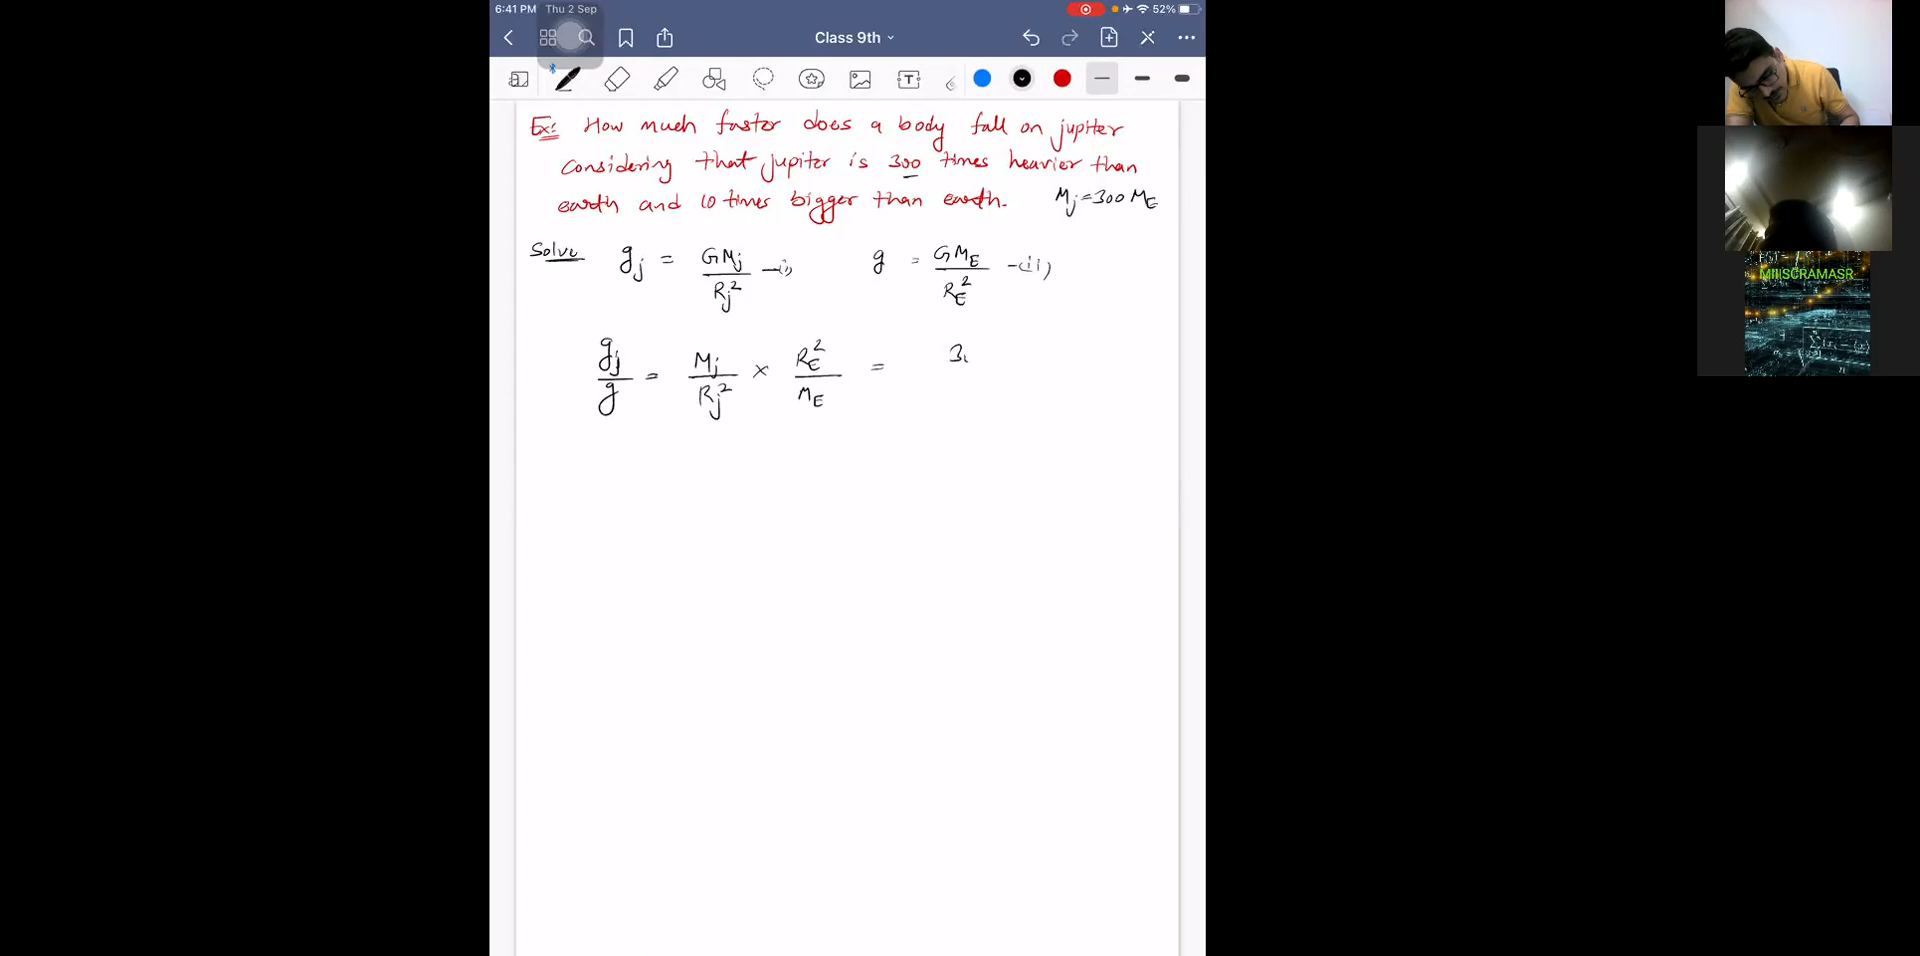 6:41 PM Thu 2 Sep 52%
Class 9th
Ex: How much faster does a body fall on jupiter
considering that jupiter is 300 times heavier than
earth and 10 times bigger than earth. Mj = 300 ME
Solve gj = GMj / Rj² —(i) g = GME / RE² —(ii)
gj / g = Mj / Rj² × RE² / ME = 3
MIISCRAMASR